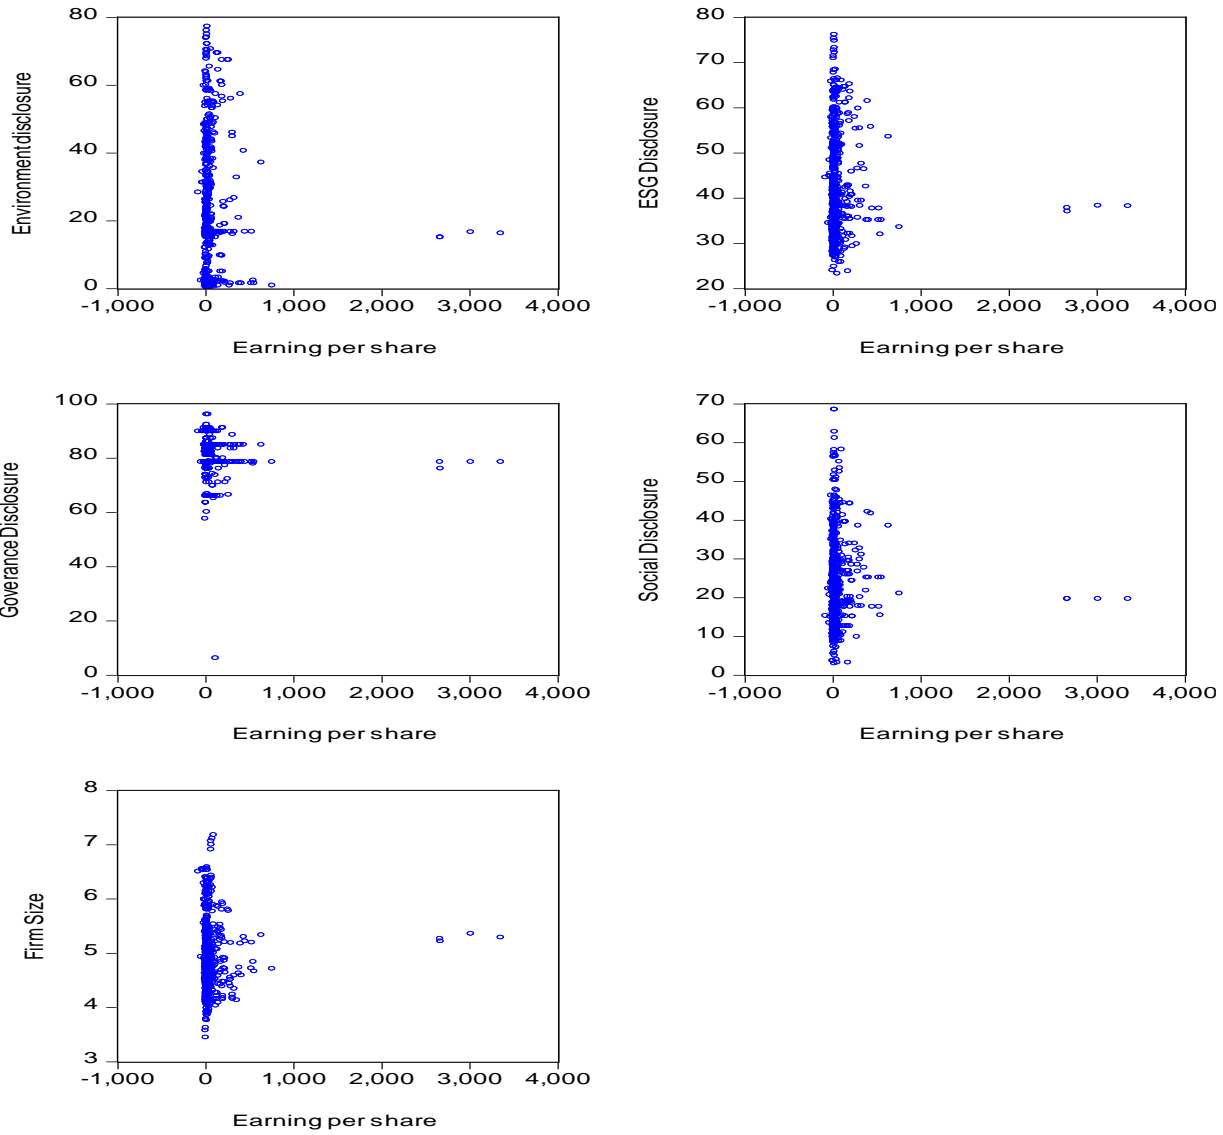 80
60
40
20
0
Environment disclosure
-1,000 0 1,000 2,000 3,000 4,000
Earning per share
80
70
60
50
40
30
20
ESG Disclosure
-1,000 0 1,000 2,000 3,000 4,000
Earning per share
100
80
60
40
20
0
Goverance Disclosure
-1,000 0 1,000 2,000 3,000 4,000
Earning per share
70
60
50
40
30
20
10
0
Social Disclosure
-1,000 0 1,000 2,000 3,000 4,000
Earning per share
8
7
6
5
4
3
Firm Size
-1,000 0 1,000 2,000 3,000 4,000
Earning per share